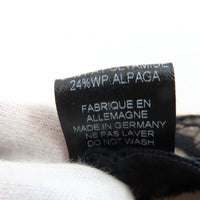 24%WP ALPAGA
FABRIQUE EN
ALLEMAGNE
MADE IN GERMANY
NE PAS LAVER
DO NOT WASH